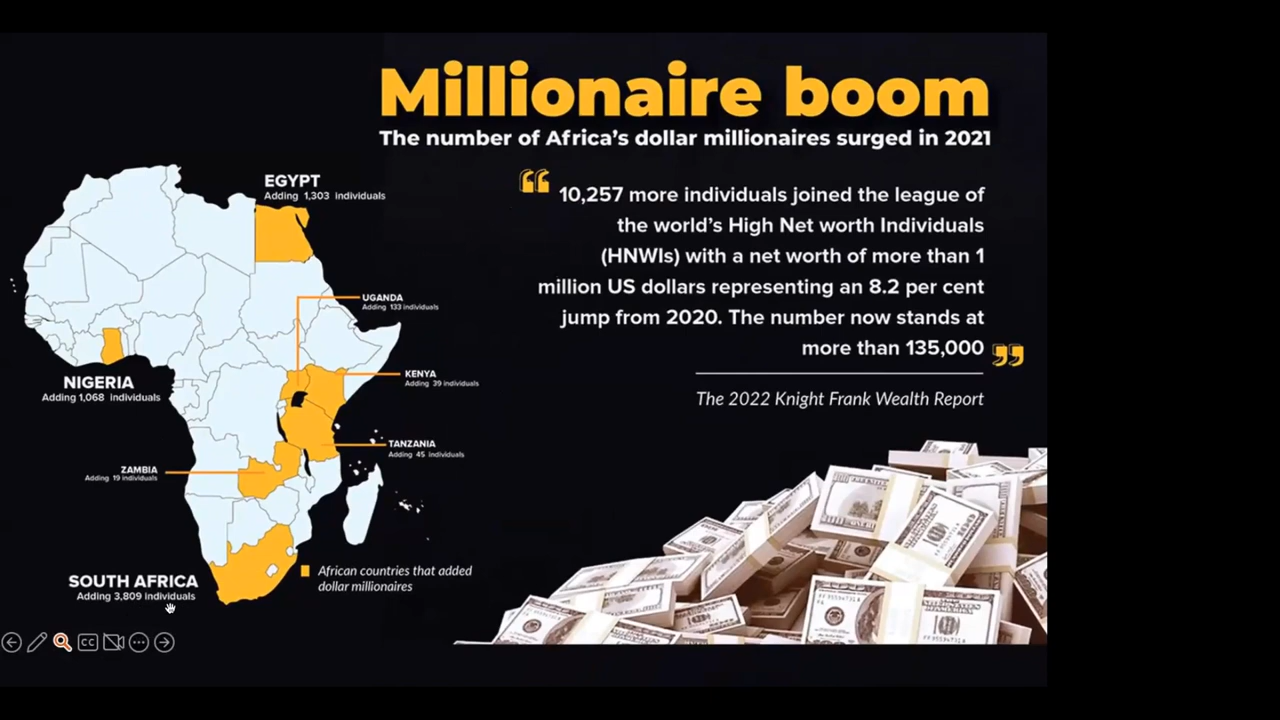 Millionaire boom
The number of Africa's dollar millionaires surged in 2021
“ 10,257 more individuals joined the league of
the world's High Net worth Individuals
(HNWIs) with a net worth of more than 1
million US dollars representing an 8.2 per cent
jump from 2020. The number now stands at
more than 135,000 ”
The 2022 Knight Frank Wealth Report
EGYPT
Adding 1,303 individuals
UGANDA
Adding 133 individuals
KENYA
Adding 39 individuals
NIGERIA
Adding 1,068 individuals
TANZANIA
Adding 45 individuals
ZAMBIA
Adding 19 individuals
SOUTH AFRICA
Adding 3,809 individuals
African countries that added
dollar millionaires
CC